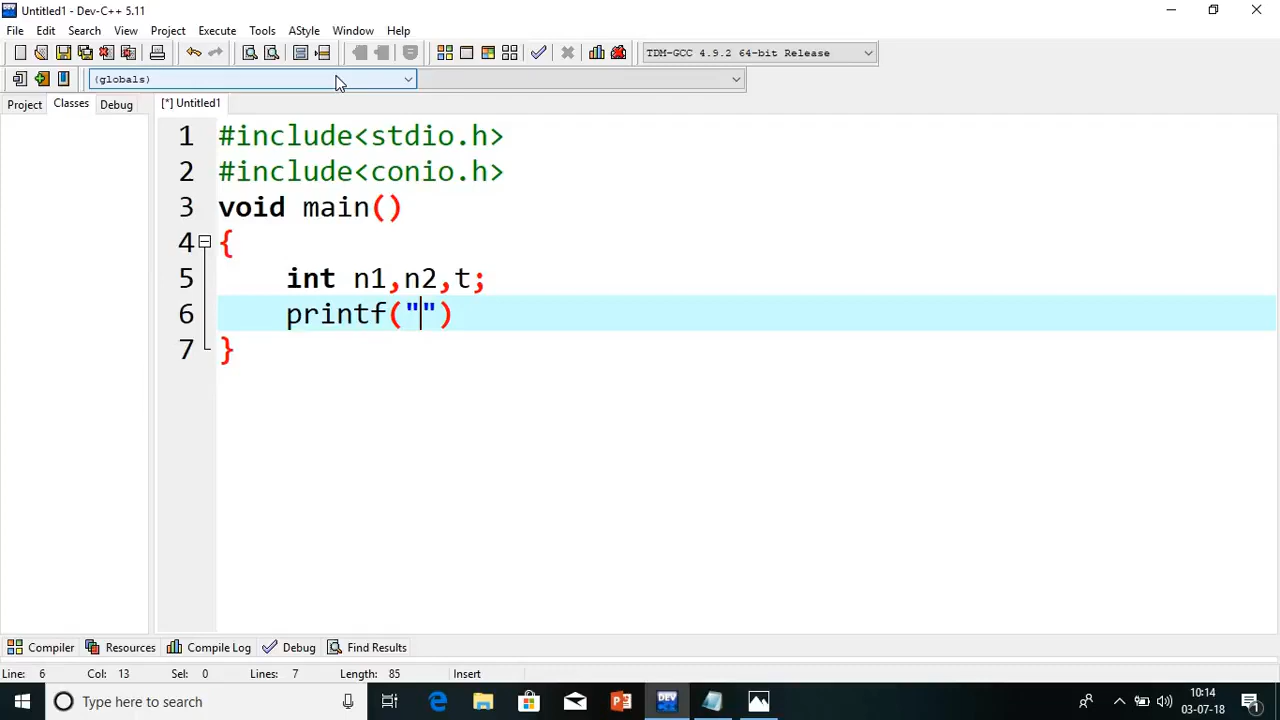 Untitled1 - Dev-C++ 5.11
File Edit Search View Project Execute Tools AStyle Window Help
TDM-GCC 4.9.2 64-bit Release
(globals)
Project Classes Debug [*] Untitled1
1 #include<stdio.h>
2 #include<conio.h>
3 void main()
4 {
5 int n1,n2,t;
6 printf("")
7 }
Compiler Resources Compile Log Debug Find Results
Line: 6 Col: 13 Sel: 0 Lines: 7 Length: 85 Insert
Type here to search
DEV
10:14
03-07-18
1